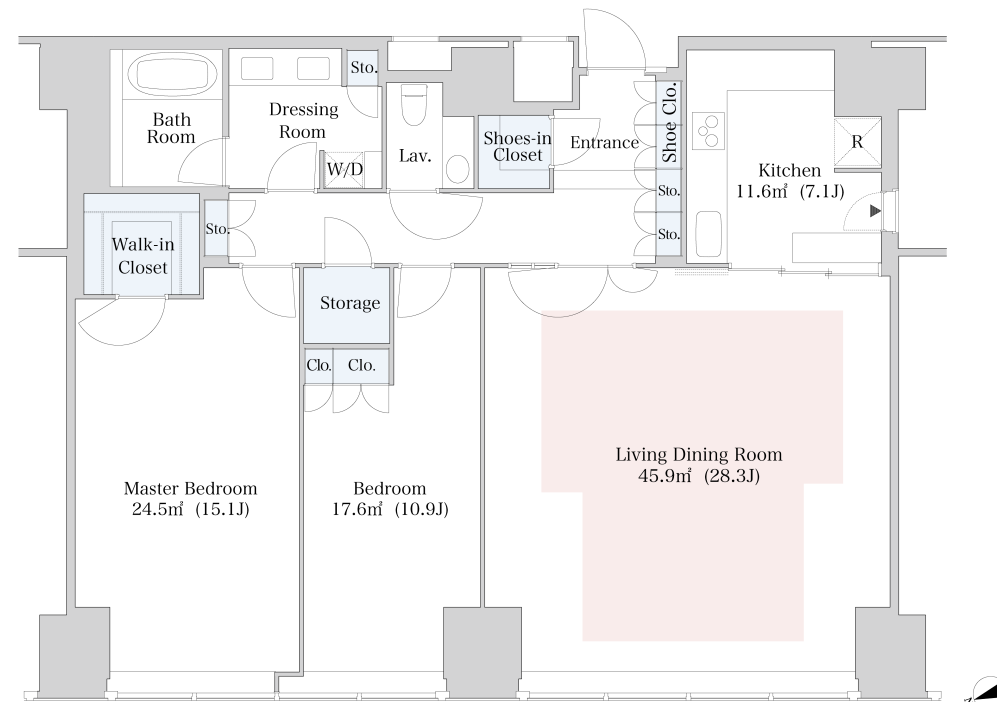 Bath
Room
Dressing
Room
Sto.
W/D
Lav.
Shoes-in
Closet
Entrance
Shoe Clo.
Sto.
Sto.
Kitchen
11.6㎡ (7.1J)
R
Walk-in
Closet
Sto.
Storage
Clo.
Clo.
Master Bedroom
24.5㎡ (15.1J)
Bedroom
17.6㎡ (10.9J)
Living Dining Room
45.9㎡ (28.3J)